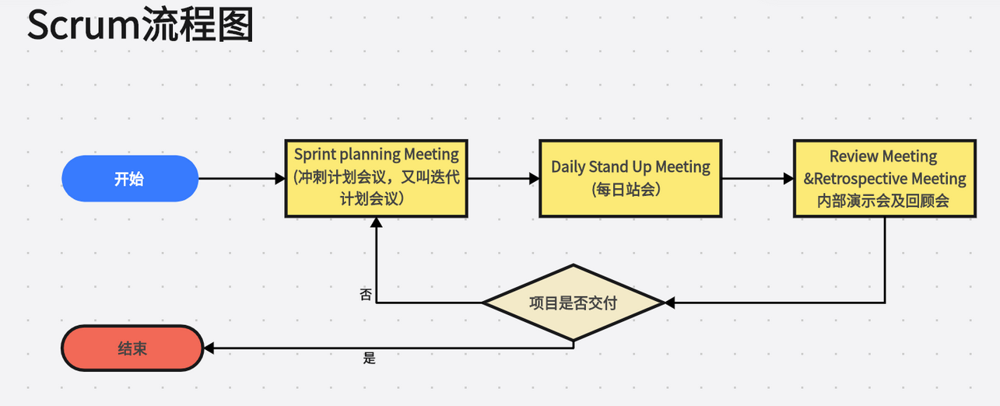 Scrum流程图
开始
Sprint planning Meeting
(冲刺计划会议，又叫迭代
计划会议）
Daily Stand Up Meeting
(每日站会）
Review Meeting
&Retrospective Meeting
内部演示会及回顾会
否
项目是否交付
结束
是